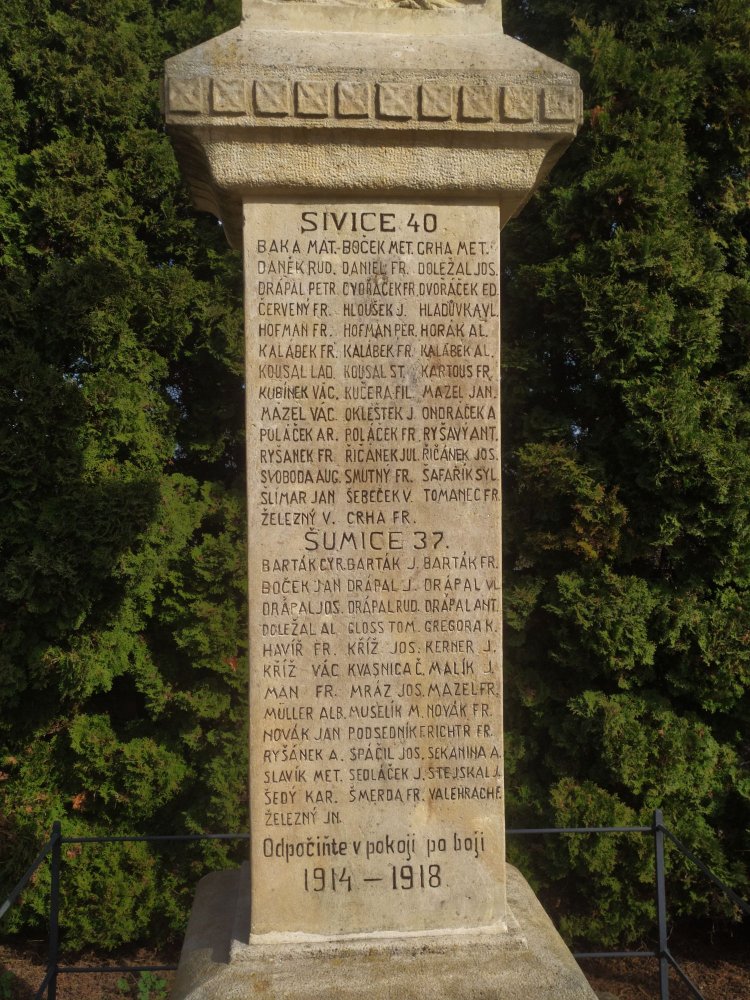 SIVICE 40
BAKA MAT. BOČEK MET. CRHA MET.
DANĚK RUD. DANIEL FR. DOLEŽAL JOS.
DRÁPAL PETR. DVOŘÁČEK FR. DVOŘÁČEK ED.
ČERVENÝ FR. HLOUŠEK J. HLADŮVKA VL.
HOFMAN FR. HOFMAN PER. HORÁK AL.
KALÁBEK FR. KALÁBEK FR. KALÁBEK AL.
KOUSAL LAD. KOUSAL ST. KARTOUS FR.
KUBÍNEK VÁC. KUČERA FIL. MAZEL JAN.
MAZEL VÁC. OKLEŠTĚK J. ONDRÁČEK A.
PULÁČEK AR. POLÁČEK FR. RYŠAVÝ ANT.
RYŠANEK FR. ŘIČÁNEK JUL. ŘIČÁNEK JOS.
SVOBODA AUG. SMUTNÝ FR. ŠAFAŘÍK SYL.
SLÍMAR JAN ŠEBEČEK V. TOMANEC FR.
ŽELEZNÝ V. CRHA FR.
ŠUMICE 37.
BARTÁK CYR. BARTÁK J. BARTÁK FR.
BOČEK JAN DRÁPAL J. DRÁPAL VL.
DRÁPAL JOS. DRÁPAL RUD. DRÁPAL ANT.
DOLEŽAL AL. GLOSS TOM. GREGORA K.
HAVÍŘ FR. KŘÍŽ JOS. KERNER J.
KŘÍŽ VÁC KVASNICA Č. MALÍK J.
MAN FR. MRÁZ JOS. MAZEL FR.
MÜLLER ALB. MUSELÍK M. NOVÁK FR.
NOVÁK JAN PODSEDNÍK E RICHTR FR.
RYŠÁNEK A. SPÁČIL JOS. SEKANINA A.
SLAVÍK MET. SEDLÁČEK J. STEJSKAL J.
ŠEDÝ KAR. ŠMERDA FR. VALEHRACH F.
ŽELEZNÝ JN.
Odpočiňte v pokoji po boji
1914 – 1918.